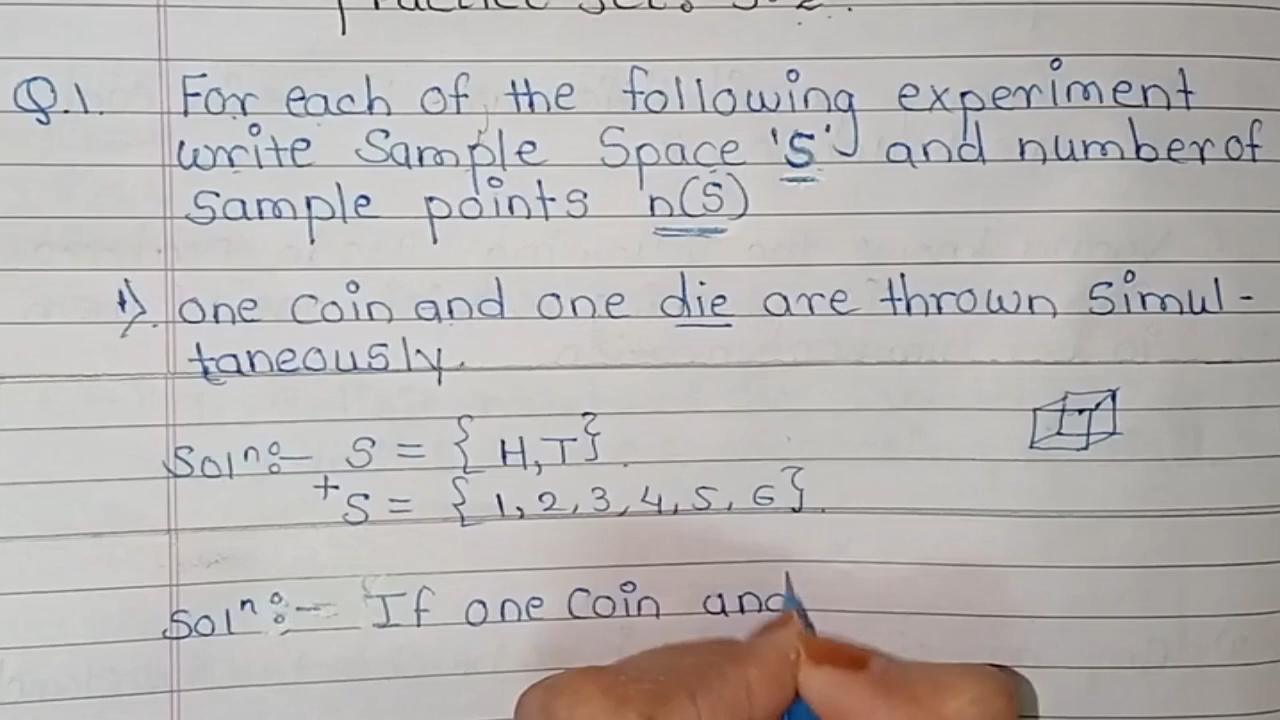 Q.1. For each of the following experiment
write Sample Space 'S' and number of
Sample points n(S)
1). one coin and one die are thrown Simul-
taneously.
Solⁿ:- S = { H, T}.
+ S = { 1, 2, 3, 4, 5, 6}.
Solⁿ:- If one coin and